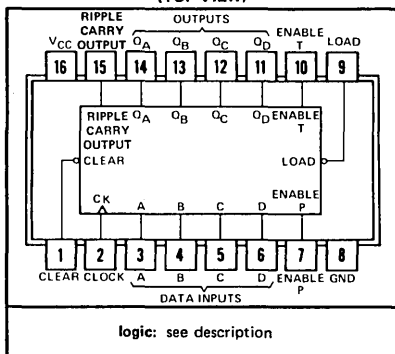 (TOP VIEW)
RIPPLE CARRY OUTPUT OUTPUTS ENABLE T LOAD
VCC QA QB QC QD
16 15 14 13 12 11 10 9
RIPPLE CARRY OUTPUT QA QB QC QD ENABLE T
CLEAR LOAD
CK A B C D ENABLE P
1 2 3 4 5 6 7 8
CLEAR CLOCK A B C D ENABLE P GND
DATA INPUTS
logic: see description